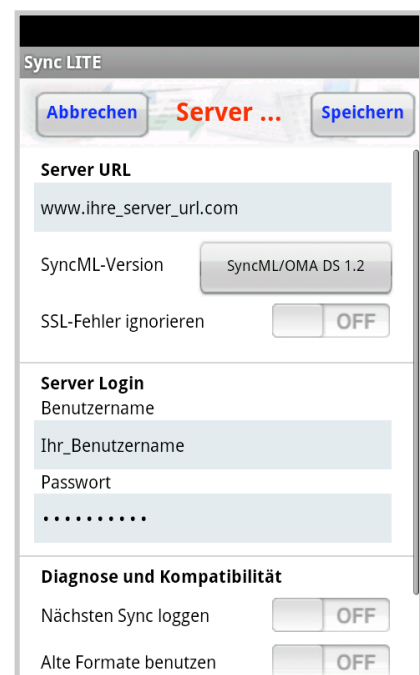 Sync LITE
Abbrechen Server ... Speichern
Server URL
www.ihre_server_url.com
SyncML-Version SyncML/OMA DS 1.2
SSL-Fehler ignorieren OFF
Server Login
Benutzername
Ihr_Benutzername
Passwort
• • • • • • • • • •
Diagnose und Kompatibilität
Nächsten Sync loggen OFF
Alte Formate benutzen OFF